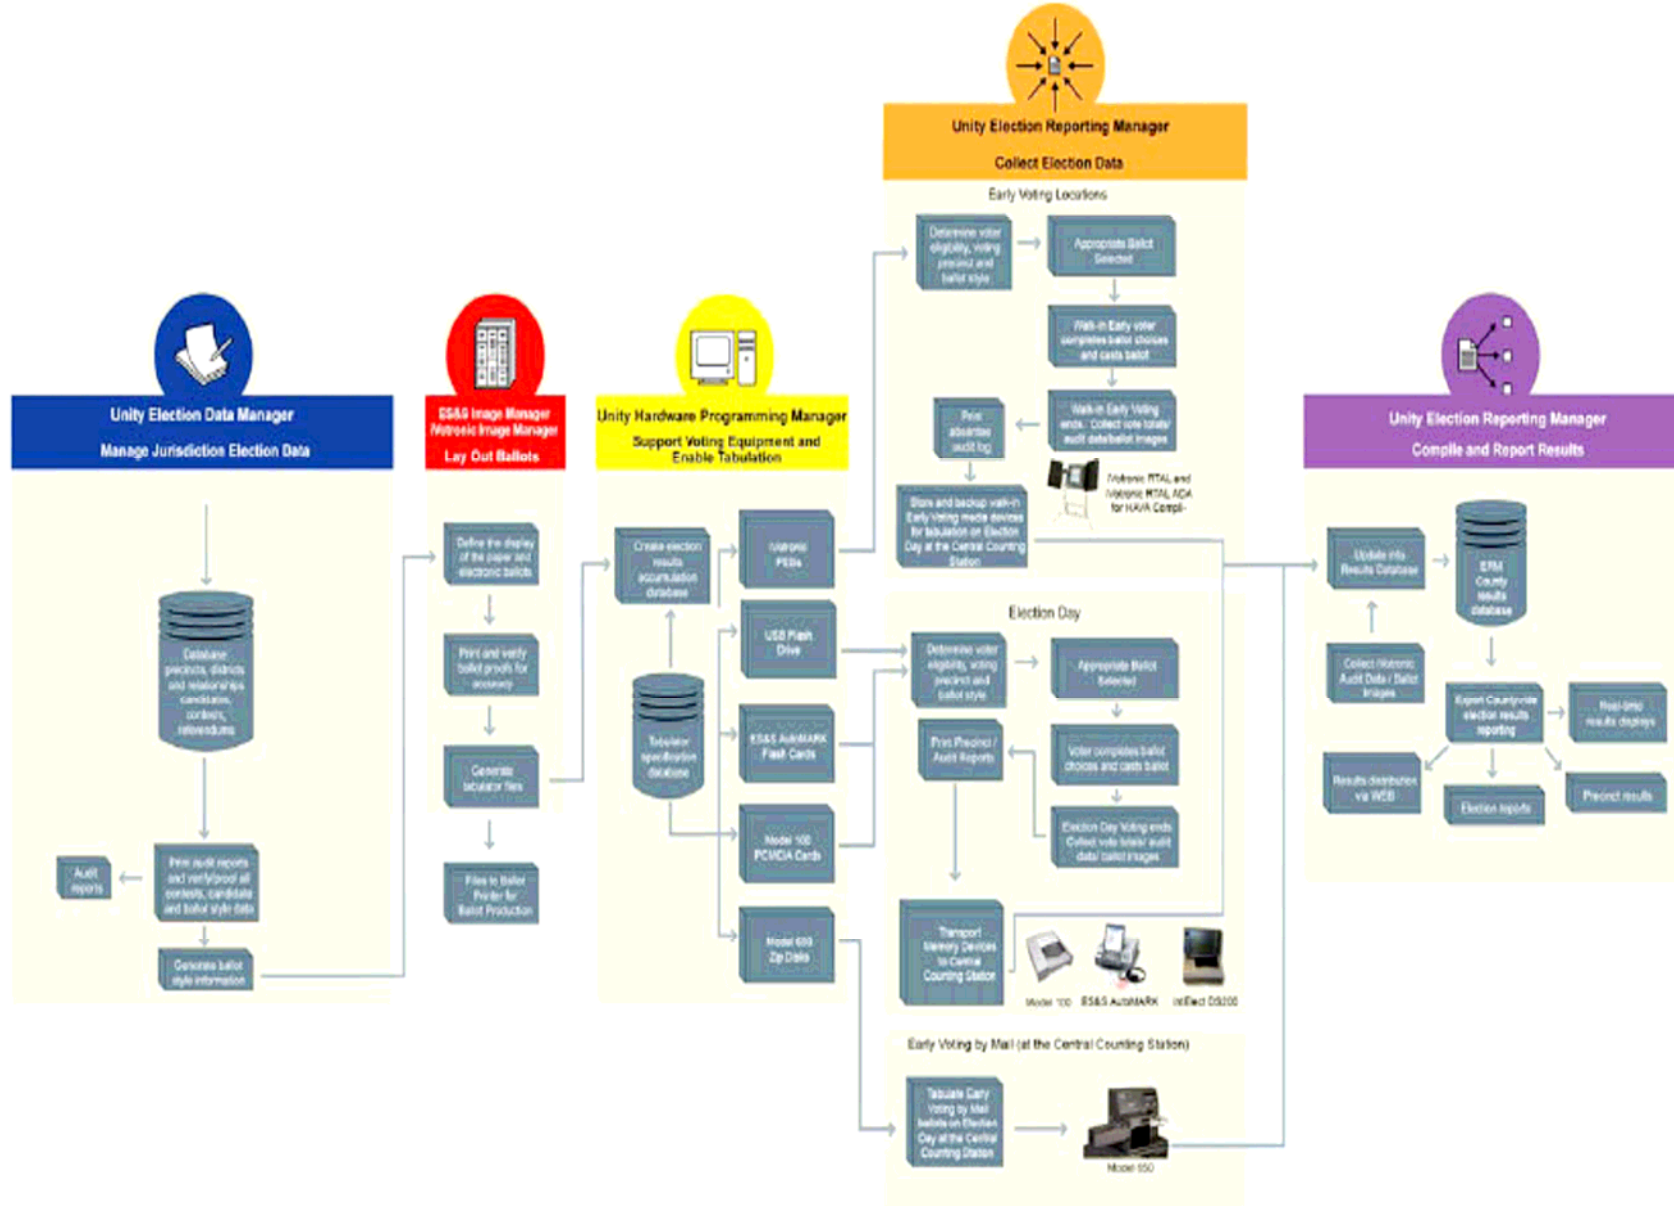 Unity Election Data Manager
Manage Jurisdiction Election Data
Database
precincts, districts
and relationships
candidates,
contests,
referendums
Print audit reports
and verify/proof all
contests, candidate
and ballot style data
Audit
reports
Generate ballot
style information
ES&S Image Manager
iVotronic Image Manager
Lay Out Ballots
Define the display
of the paper and
electronic ballots
Print and verify
ballot proofs for
accuracy
Generate
tabulator files
Files to Ballot
Printer for
Ballot Production
Unity Hardware Programming Manager
Support Voting Equipment and
Enable Tabulation
Create election
results
accumulation
database
Tabulator
specification
database
iVotronic
PEBs
USB Flash
Drive
ES&S AutoMARK
Flash Cards
Model 100
PCMCIA Cards
Model 650
Zip Disks
Unity Election Reporting Manager
Collect Election Data
Early Voting Locations
Determine voter
eligibility, voting
precinct and
ballot style
Appropriate Ballot
Selected
Walk-in Early voter
completes ballot choices
and casts ballot
Walk-in Early Voting
ends. Collect vote totals/
audit data/ballot images
Print
absentee
audit log
Store and backup walk-in
Early Voting media devices
for tabulation on Election
Day at the Central Counting
Station
iVotronic RTAL and
iVotronic RTAL ADA
for HAVA Compli-
Election Day
Determine voter
eligibility, voting
precinct and
ballot style
Appropriate Ballot
Selected
Voter completes ballot
choices and casts ballot
Election Day Voting ends
Collect vote totals/ audit
data/ ballot images
Print Precinct /
Audit Reports
Transport
Memory Devices
to Central
Counting Station
Model 100
ES&S AutoMARK
intElect DS200
Early Voting by Mail (at the Central Counting Station)
Tabulate Early
Voting by Mail
ballots on Election
Day at the Central
Counting Station
Model 650
Unity Election Reporting Manager
Compile and Report Results
Update into
Results Database
ERM
County
results
database
Collect iVotronic
Audit Data / Ballot
Images
Export County-wide
election results
reporting
Real-time
results displays
Results distribution
via WEB
Election reports
Precinct results